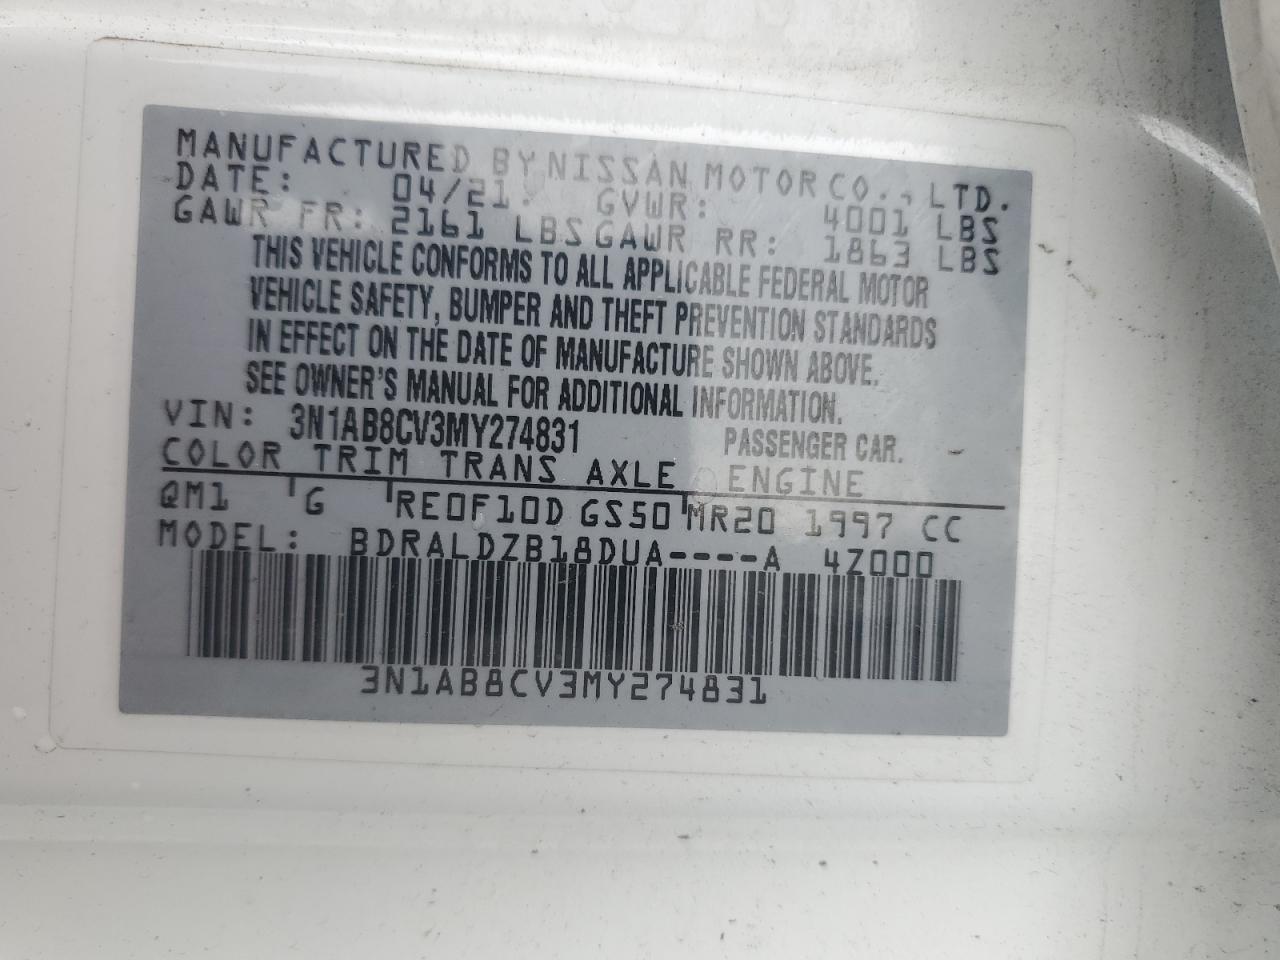 MANUFACTURED BY NISSAN MOTOR CO., LTD.
DATE: 04/21. GVWR: 4001 LBS
GAWR FR: 2161 LBS GAWR RR: 1863 LBS
THIS VEHICLE CONFORMS TO ALL APPLICABLE FEDERAL MOTOR
VEHICLE SAFETY, BUMPER AND THEFT PREVENTION STANDARDS
IN EFFECT ON THE DATE OF MANUFACTURE SHOWN ABOVE.
SEE OWNER'S MANUAL FOR ADDITIONAL INFORMATION.
VIN: 3N1AB8CV3MY274831 PASSENGER CAR.
COLOR TRIM TRANS AXLE ENGINE
QM1 G RE0F10D GS50 MR20 1997 CC
MODEL: BDRALDZB18DUA----A 4Z000
3N1AB8CV3MY274831